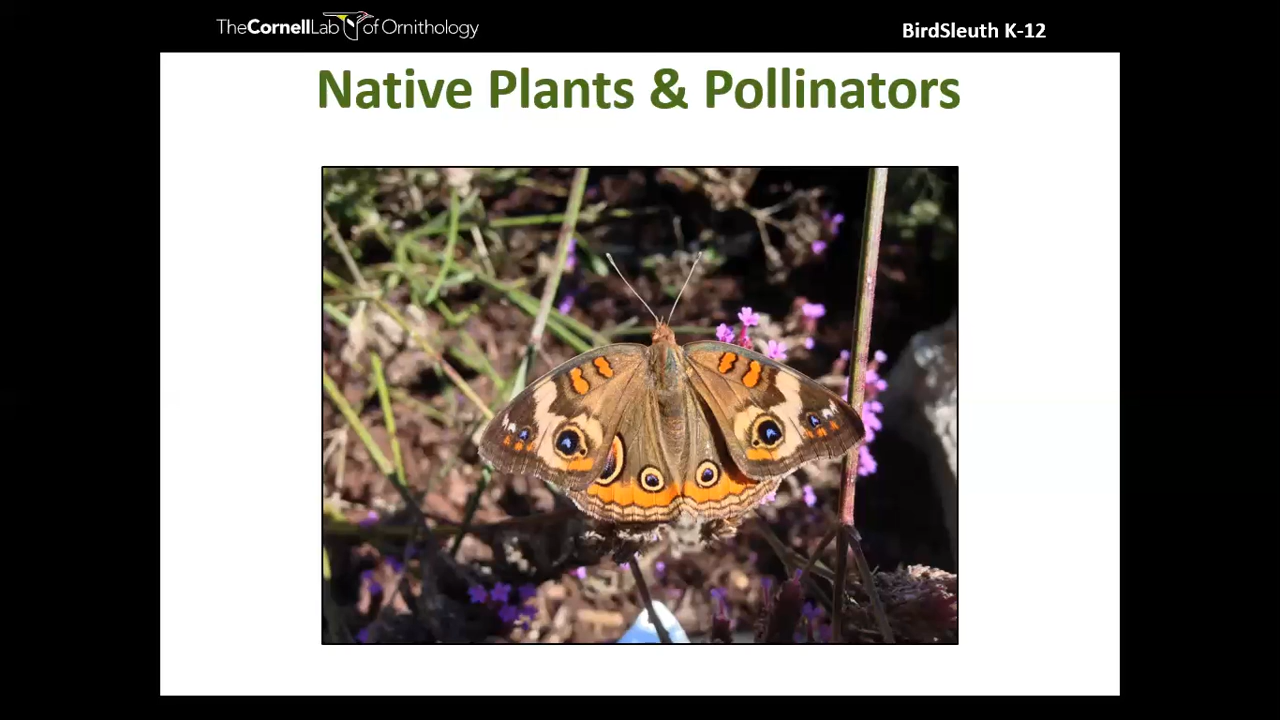 TheCornellLab of Ornithology
BirdSleuth K-12
Native Plants & Pollinators